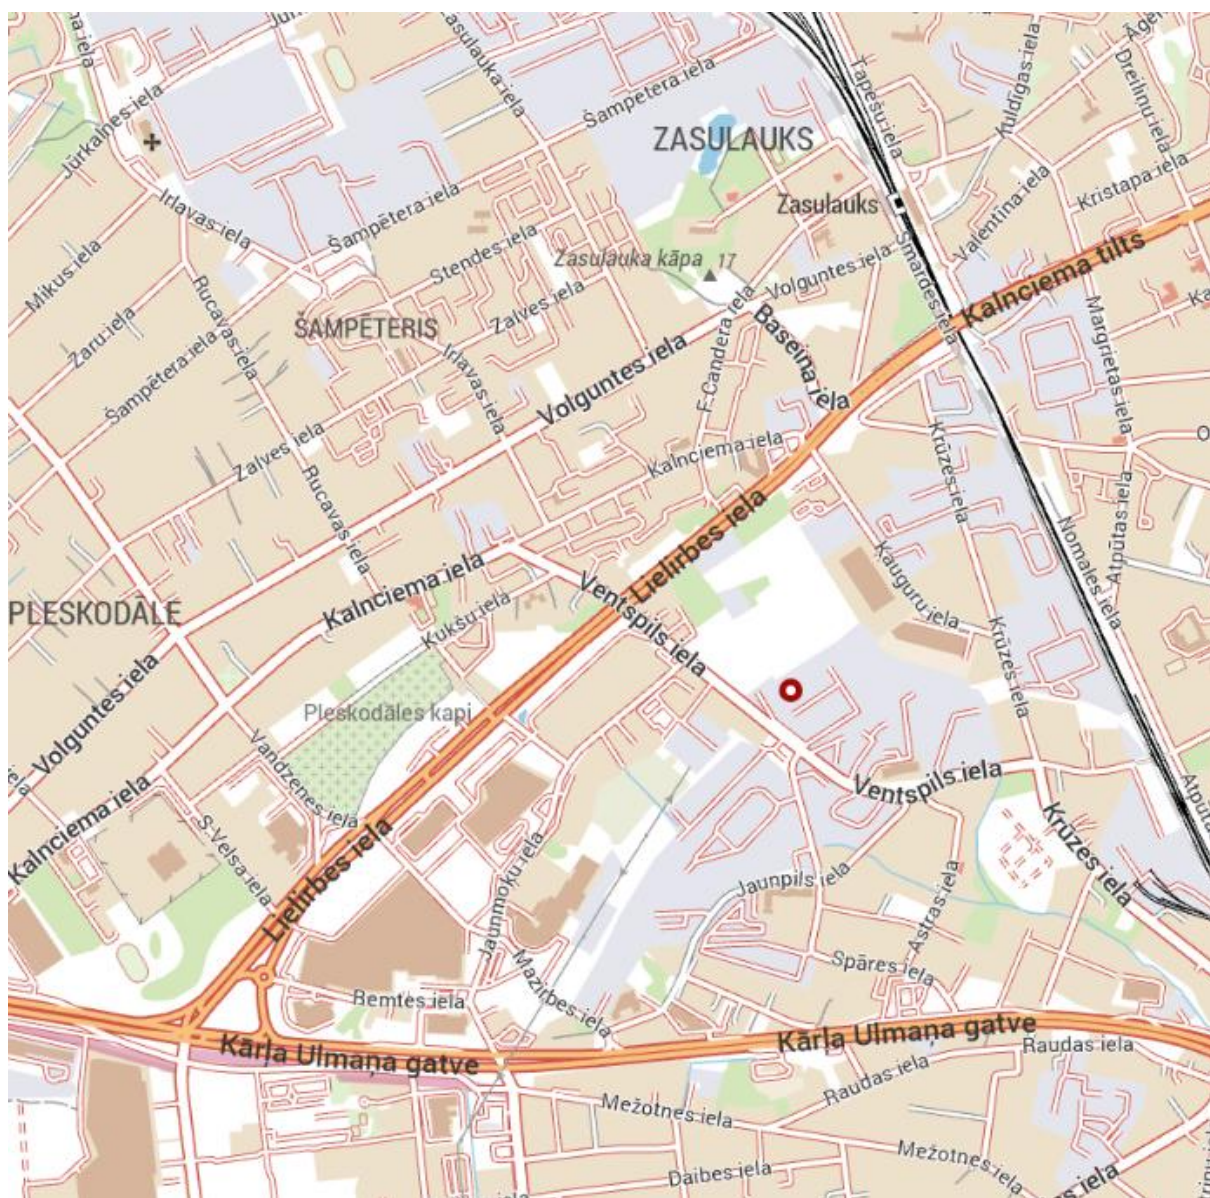 Zasulauka iela
Šampētera iela
Tapešu iela
Kuldīgas iela
Dreiliņu iela
Jūrkalnes iela
ZASULAUKS
Kristapa iela
Irlavas iela
Šampētera iela
Stendes iela
Zasulauks
Valentīna iela
Mikus iela
Zasulauka kāpa 17
Volguntes iela
Smārdes iela
Kalnciema tilts
Rucavas iela
Zalves iela
ŠAMPĒTERIS
Zaru iela
Irlavas iela
Volguntes iela
F. Candera iela
Baseina iela
Margrietas iela
Šampētera iela
Zalves iela
Kalnciema iela
Krūzes iela
Rucavas iela
Lielirbes iela
Atpūtas iela
Kalnciema iela
Ventspils iela
Kauguru iela
Nomales iela
PLESKODĀLE
Kukšu iela
Krūzes iela
Volguntes iela
Pleskodāles kapi
Vandzenes iela
Kalnciema iela
Ventspils iela
S. Velsa iela
Lielirbes iela
Jaunmoku iela
Jaunpils iela
Krūzes iela
Astras iela
Spāres iela
Remtes iela
Mazirbes iela
Kārļa Ulmaņa gatve
Kārļa Ulmaņa gatve
Raudas iela
Raudas iela
Mežotnes iela
Mežotnes iela
Daibes iela